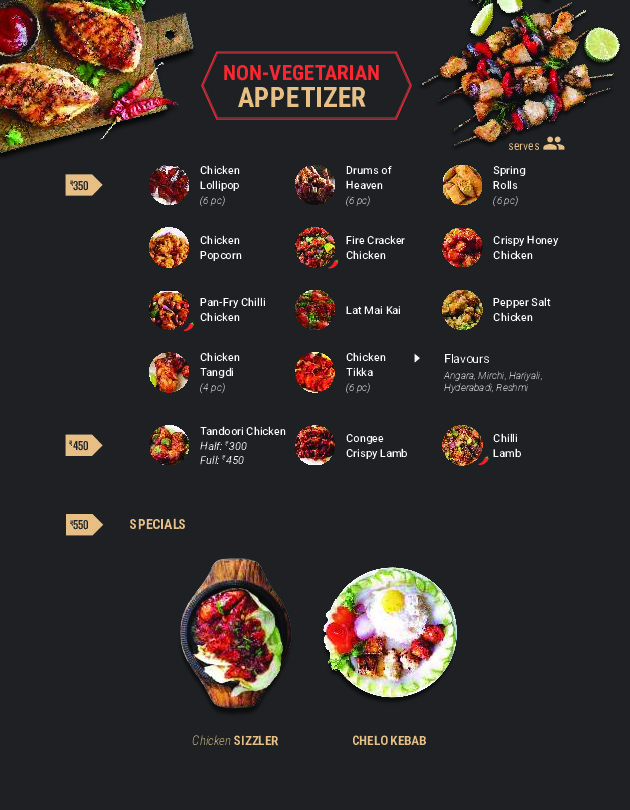 NON-VEGETARIAN
APPETIZER
serves
₹350
Chicken
Lollipop
(6 pc)
Drums of
Heaven
(6 pc)
Spring
Rolls
(6 pc)
Chicken
Popcorn
Fire Cracker
Chicken
Crispy Honey
Chicken
Pan-Fry Chilli
Chicken
Lat Mai Kai
Pepper Salt
Chicken
Chicken
Tangdi
(4 pc)
Chicken
Tikka
(6 pc)
Flavours
Angara, Mirchi, Hariyali,
Hyderabadi, Reshmi
₹450
Tandoori Chicken
Half: ₹300
Full: ₹450
Congee
Crispy Lamb
Chilli
Lamb
₹550
SPECIALS
Chicken SIZZLER
CHELO KEBAB